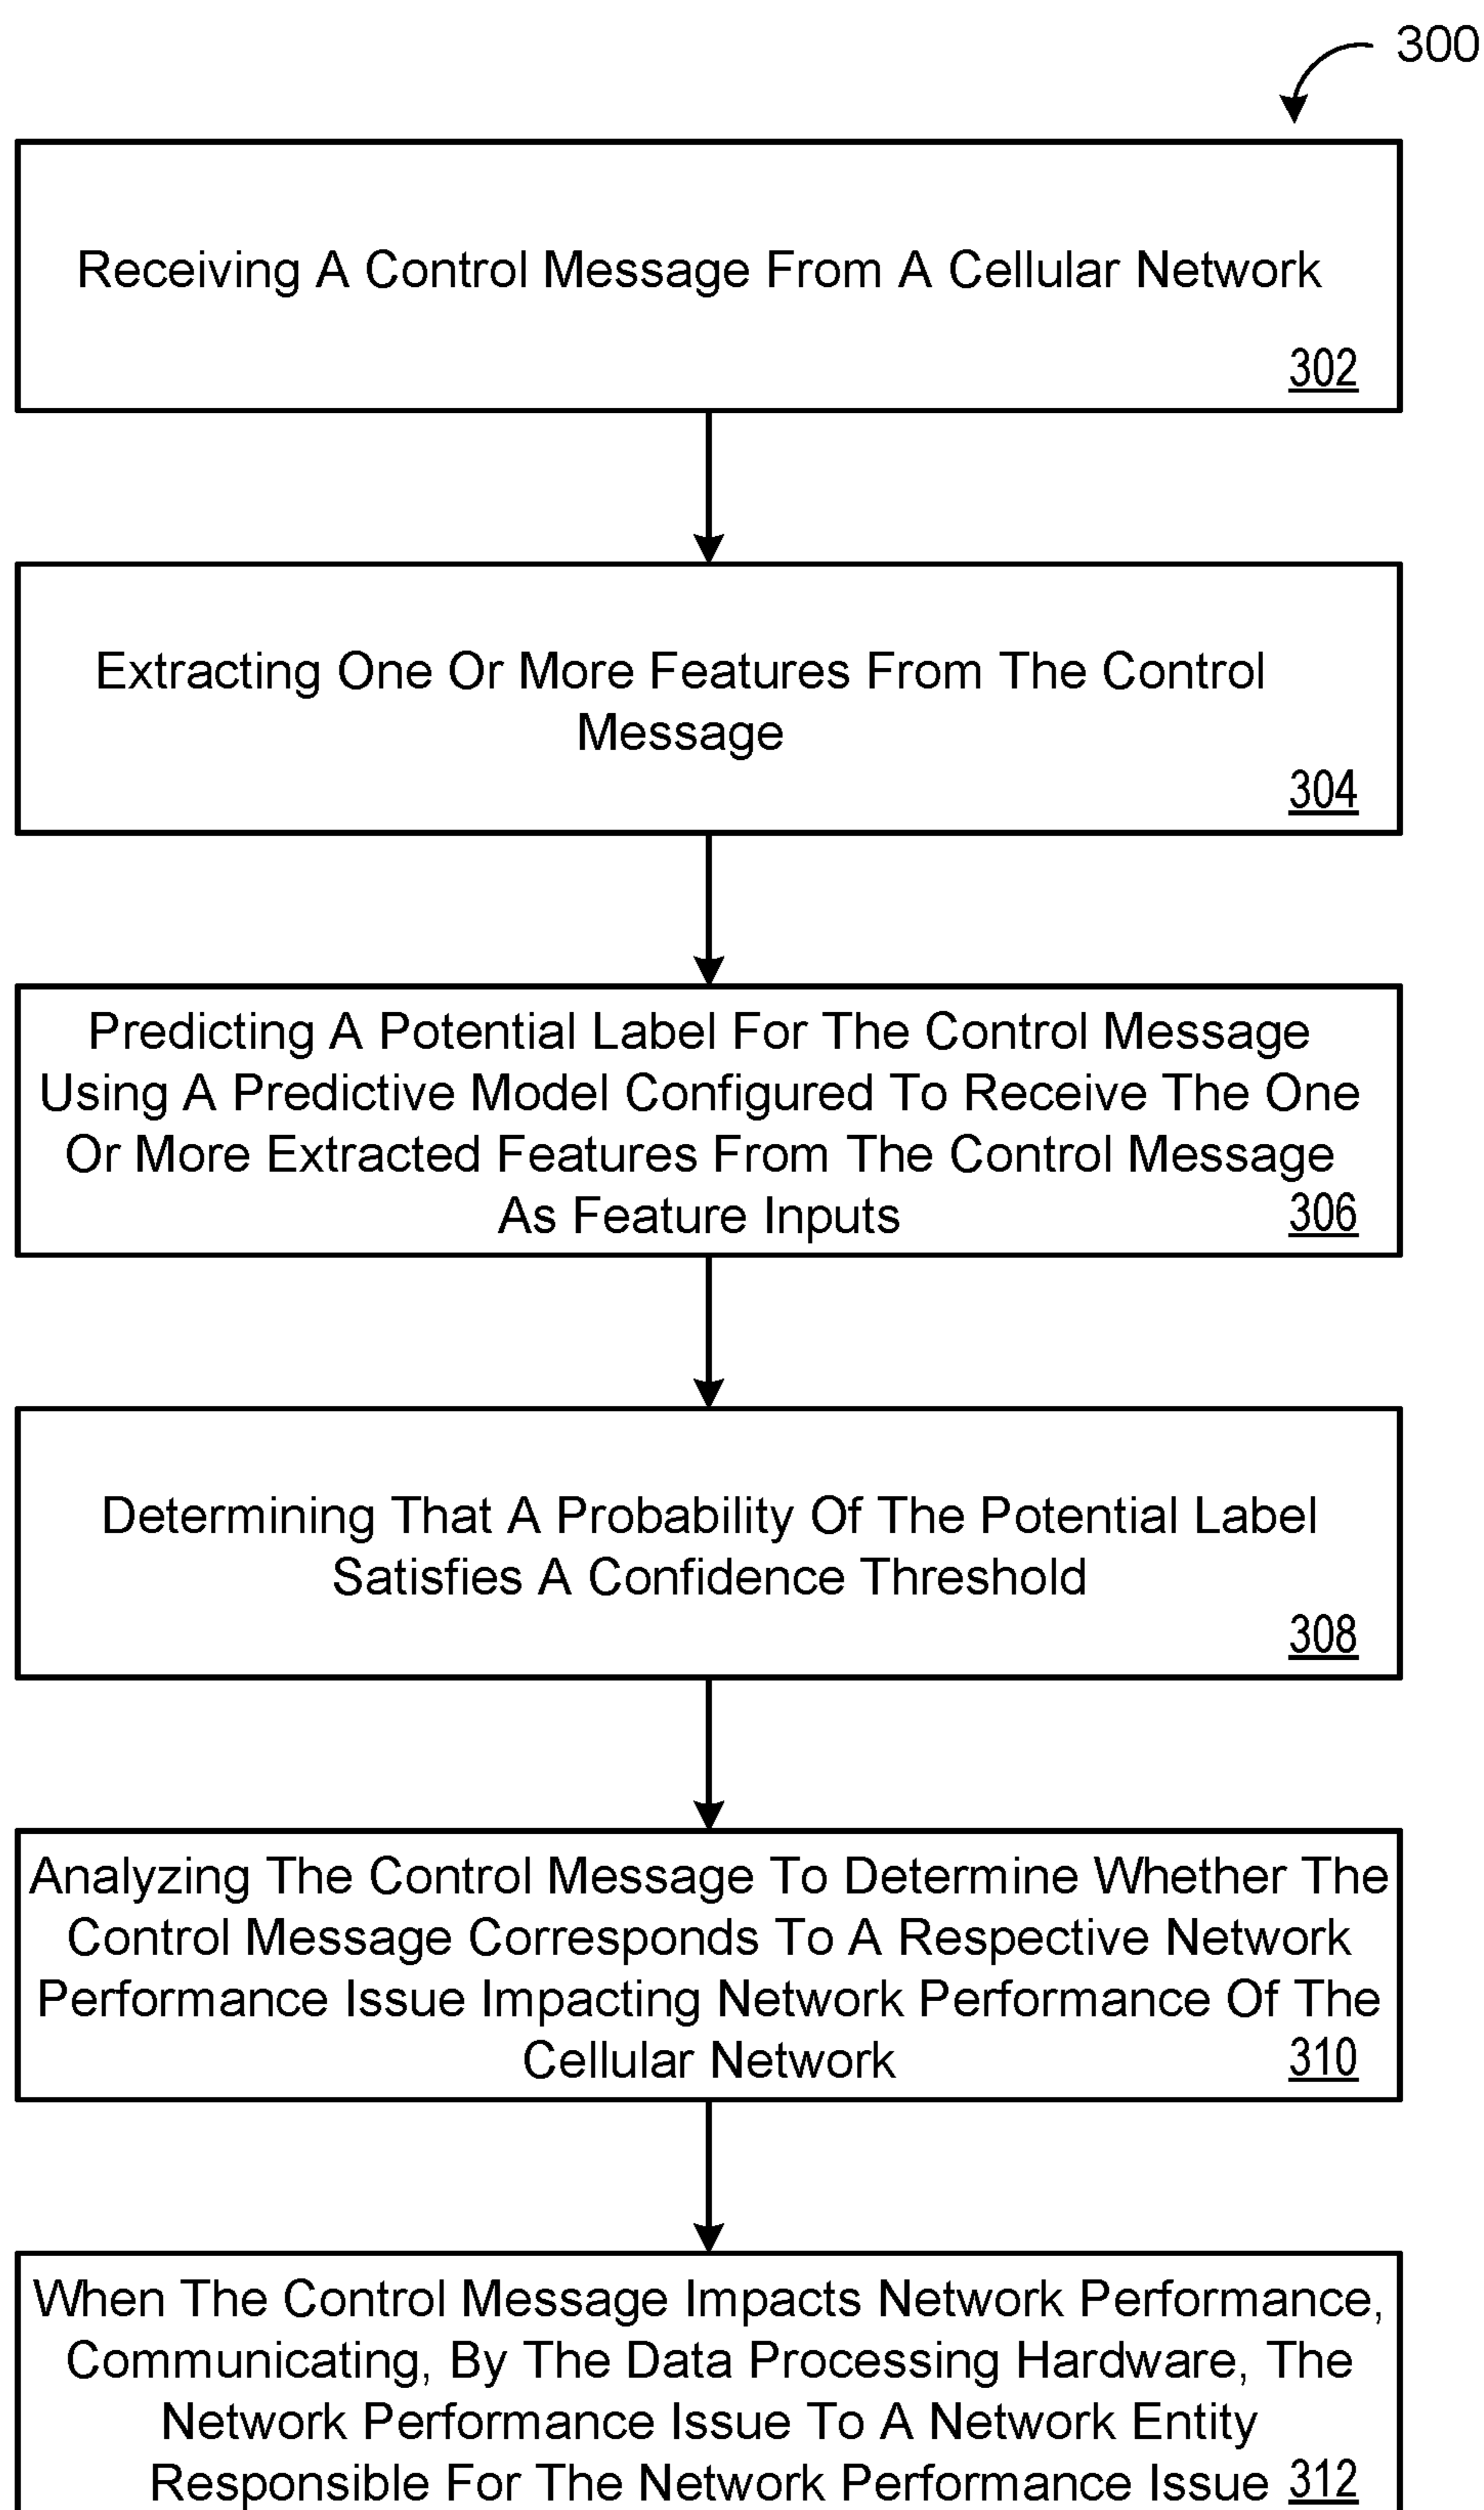 300
Receiving A Control Message From A Cellular Network
302
Extracting One Or More Features From The Control
Message
304
Predicting A Potential Label For The Control Message
Using A Predictive Model Configured To Receive The One
Or More Extracted Features From The Control Message
As Feature Inputs 306
Determining That A Probability Of The Potential Label
Satisfies A Confidence Threshold
308
Analyzing The Control Message To Determine Whether The
Control Message Corresponds To A Respective Network
Performance Issue Impacting Network Performance Of The
Cellular Network 310
When The Control Message Impacts Network Performance,
Communicating, By The Data Processing Hardware, The
Network Performance Issue To A Network Entity
Responsible For The Network Performance Issue 312